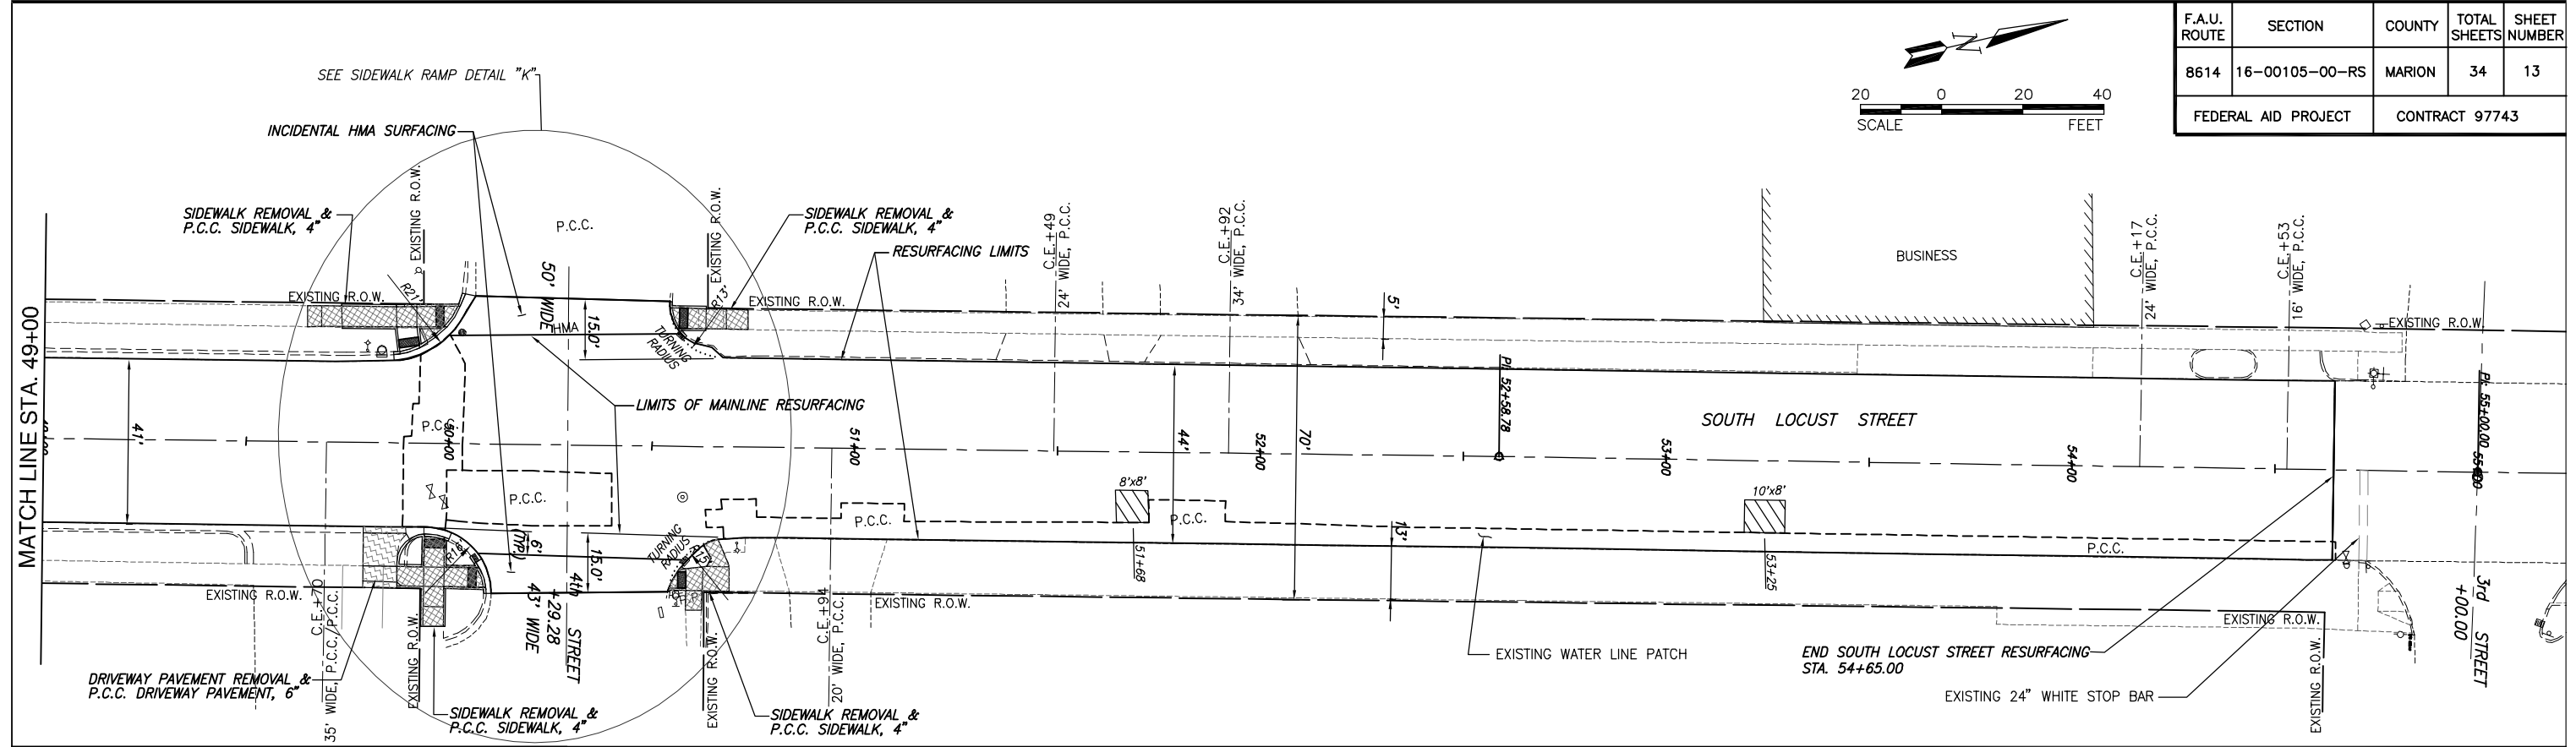 F.A.U. ROUTE
SECTION
COUNTY
TOTAL SHEETS
SHEET NUMBER
8614
16-00105-00-RS
MARION
34
13
FEDERAL AID PROJECT
CONTRACT 97743
N
20 0 20 40
SCALE FEET
SEE SIDEWALK RAMP DETAIL "K"
INCIDENTAL HMA SURFACING
SIDEWALK REMOVAL &
P.C.C. SIDEWALK, 4"
EXISTING R.O.W.
P.C.C.
EXISTING R.O.W.
SIDEWALK REMOVAL &
P.C.C. SIDEWALK, 4"
RESURFACING LIMITS
C.E.+49
24' WIDE, P.C.C.
C.E.+92
34' WIDE, P.C.C.
BUSINESS
C.E.+17
24' WIDE, P.C.C.
C.E.+53
16' WIDE, P.C.C.
EXISTING R.O.W.
R21'
50' WIDE
HMA
15.0'
R13'
EXISTING R.O.W.
TURNING
RADIUS
5'
EXISTING R.O.W.
MATCH LINE STA. 49+00
41'
P.C.C.
50+00
LIMITS OF MAINLINE RESURFACING
51+00
44'
52+00
70'
PI: 52+58.78
53+00
SOUTH LOCUST STREET
54+00
PI: 55+00.00
P.C.C.
P.C.C.
8'x8'
P.C.C.
10'x8'
P.C.C.
13'
6'
(TYP.)
15.0'
TURNING
RADIUS
51+68
53+25
EXISTING R.O.W.
C.E.+70
35' WIDE, P.C.C./P.C.C.
EXISTING R.O.W.
4th STREET
+29.28
43' WIDE
EXISTING R.O.W.
C.E.+94
20' WIDE, P.C.C.
EXISTING R.O.W.
EXISTING WATER LINE PATCH
END SOUTH LOCUST STREET RESURFACING
STA. 54+65.00
EXISTING 24" WHITE STOP BAR
EXISTING R.O.W.
EXISTING R.O.W.
3rd STREET
+00.00
DRIVEWAY PAVEMENT REMOVAL &
P.C.C. DRIVEWAY PAVEMENT, 6"
SIDEWALK REMOVAL &
P.C.C. SIDEWALK, 4"
SIDEWALK REMOVAL &
P.C.C. SIDEWALK, 4"